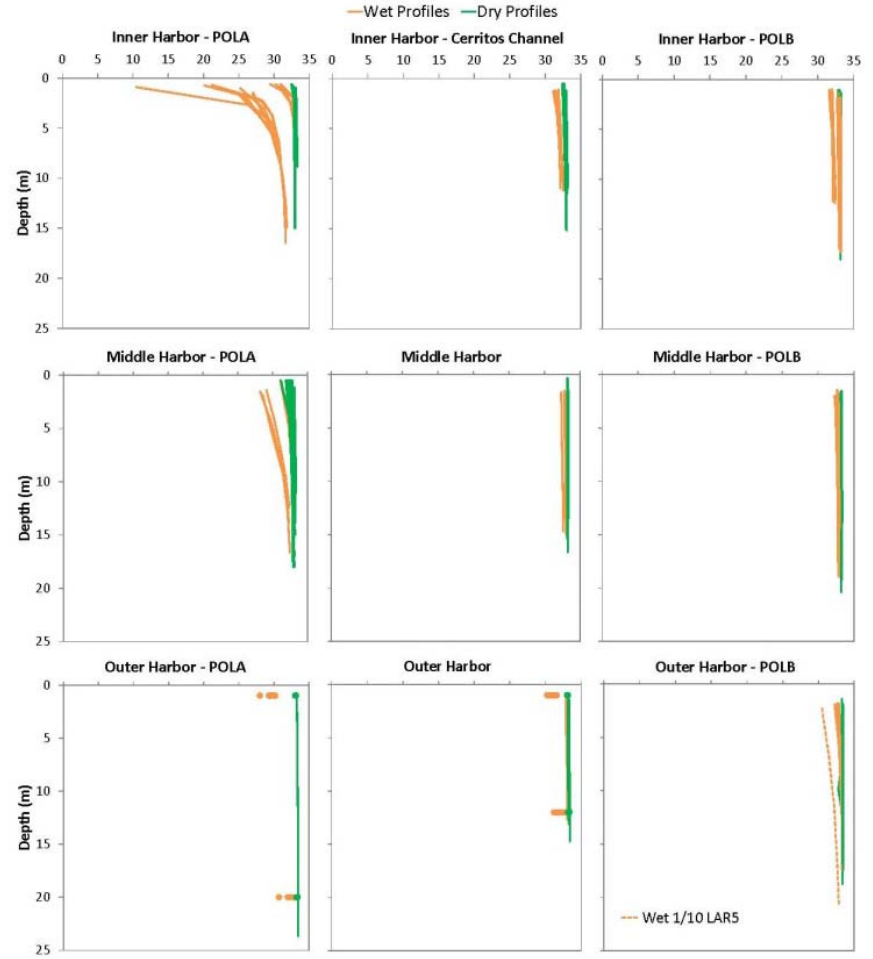 Wet Profiles Dry Profiles
Inner Harbor - POLA Inner Harbor - Cerritos Channel Inner Harbor - POLB
0 5 10 15 20 25 30 35 0 5 10 15 20 25 30 35 0 5 10 15 20 25 30 35
0
5
10
15
20
25
Depth (m)
Middle Harbor - POLA Middle Harbor Middle Harbor - POLB
0
5
10
15
20
25
Depth (m)
Outer Harbor - POLA Outer Harbor Outer Harbor - POLB
0
5
10
15
20
25
Depth (m)
Wet 1/10 LAR5